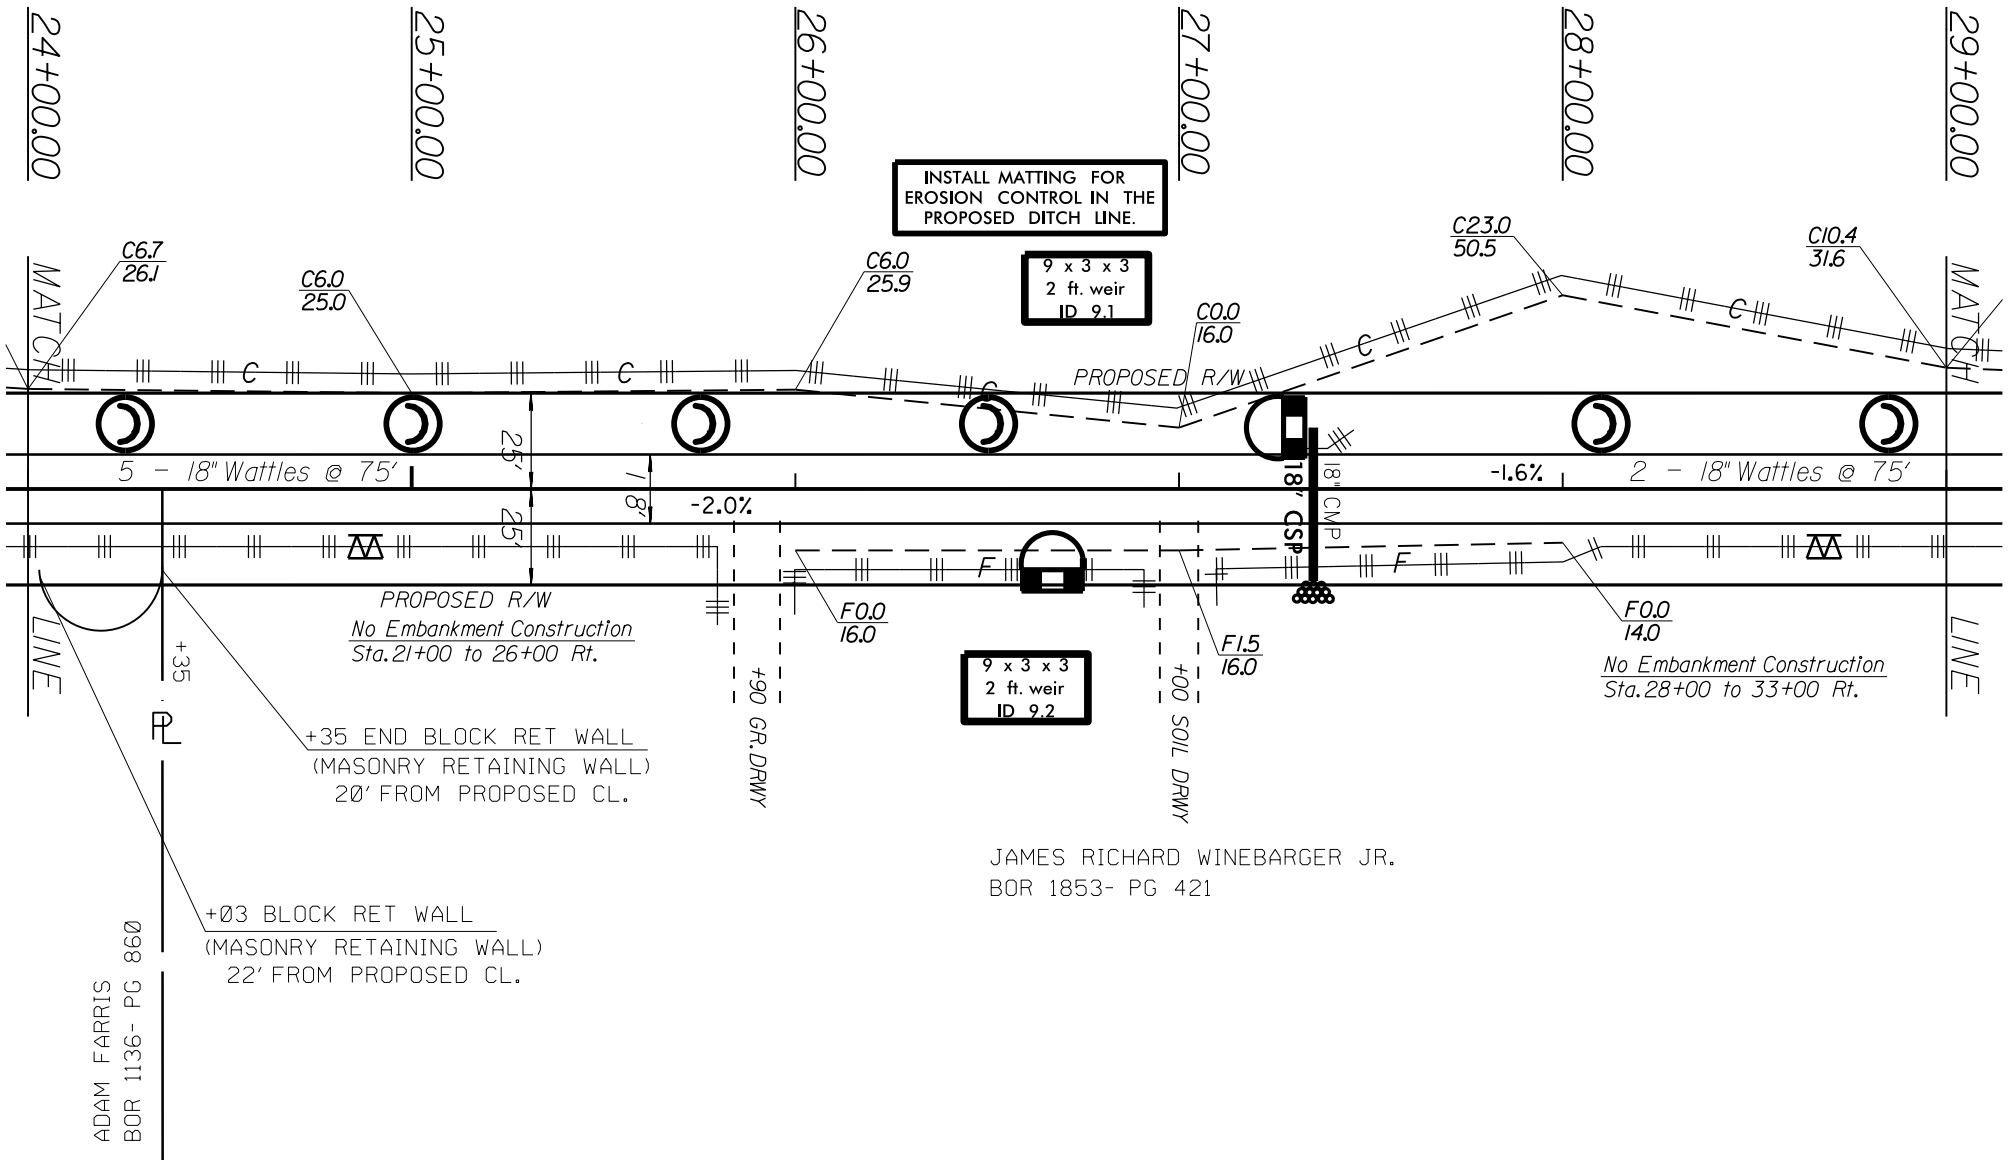 24+00.00
25+00.00
26+00.00
27+00.00
28+00.00
29+00.00
INSTALL MATTING FOR
EROSION CONTROL IN THE
PROPOSED DITCH LINE.
9 x 3 x 3
2 ft. weir
ID 9.1
C6.7
26.1
C6.0
25.0
C6.0
25.9
C0.0
16.0
C23.0
50.5
C10.4
31.6
MATCH
LINE
MATCH
LINE
C
C
C
C
C
PROPOSED R/W
5 - 18" Wattles @ 75'
25'
25'
18'
-2.0%
18' CSP
18" CMP
-1.6%
2 - 18" Wattles @ 75'
F
F
PROPOSED R/W
No Embankment Construction
Sta. 21+00 to 26+00 Rt.
F0.0
16.0
F1.5
16.0
F0.0
14.0
No Embankment Construction
Sta. 28+00 to 33+00 Rt.
9 x 3 x 3
2 ft. weir
ID 9.2
+35
PL
+90 GR. DRWY
+00 SOIL DRWY
+35 END BLOCK RET WALL
(MASONRY RETAINING WALL)
20' FROM PROPOSED CL.
JAMES RICHARD WINEBARGER JR.
BOR 1853- PG 421
+03 BLOCK RET WALL
(MASONRY RETAINING WALL)
22' FROM PROPOSED CL.
ADAM FARRIS
BOR 1136- PG 860